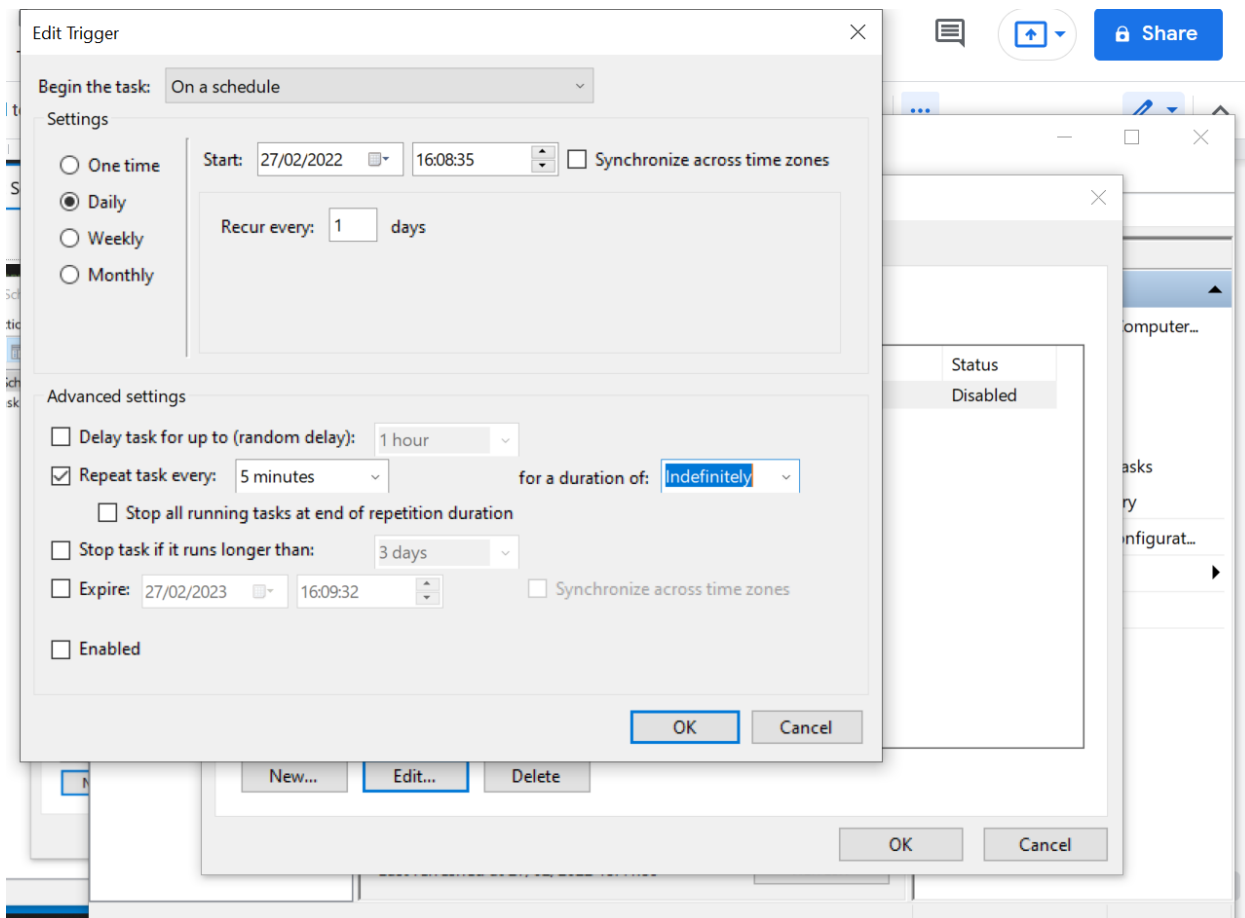 Edit Trigger
Share
Begin the task: On a schedule
Settings
One time
Start: 27/02/2022 16:08:35 Synchronize across time zones
Daily
Recur every: 1 days
Weekly
Monthly
omputer...
Status
Disabled
Advanced settings
Delay task for up to (random delay): 1 hour
Repeat task every: 5 minutes for a duration of: Indefinitely
asks
ry
Stop all running tasks at end of repetition duration
onfigurat...
Stop task if it runs longer than: 3 days
Expire: 27/02/2023 16:09:32 Synchronize across time zones
Enabled
OK Cancel
New... Edit... Delete
OK Cancel